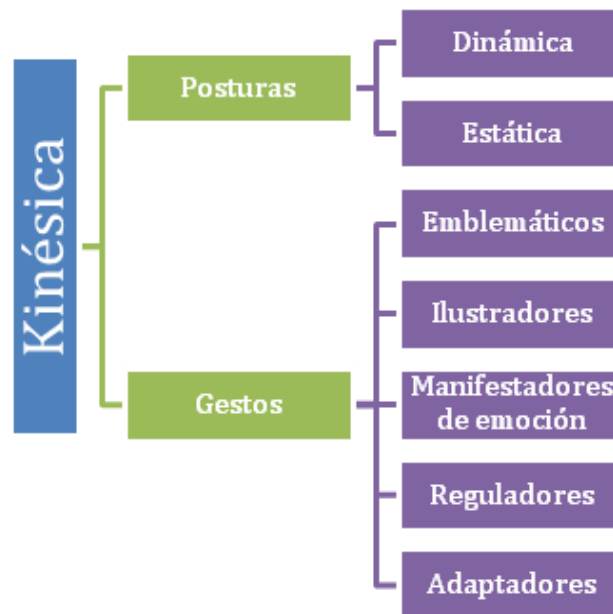 Kinésica
Posturas
Dinámica
Estática
Gestos
Emblemáticos
Ilustradores
Manifestadores
de emoción
Reguladores
Adaptadores